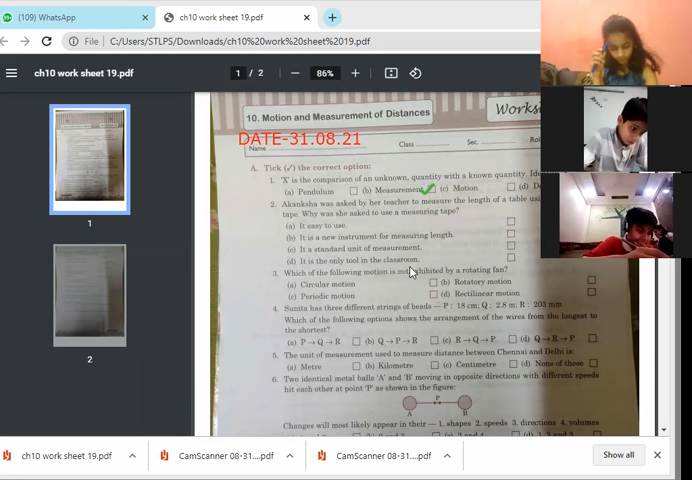 (109) WhatsApp
ch10 work sheet 19.pdf
File C:/Users/STLPS/Downloads/ch10%20work%20sheet%2019.pdf
ch10 work sheet 19.pdf
1 / 2
86%
1
2
10. Motion and Measurement of Distances
DATE-31.08.21
Name
Class
Sec.
A. Tick (✓) the correct option:
1. 'X' is the comparison of an unknown, quantity with a known quantity.
(a) Pendulum (b) Measurement (c) Motion (d)
2. Akanksha was asked by her teacher to measure the length of a table
tape. Why was she asked to use a measuring tape?
(a) It easy to use.
(b) It is a new instrument for measuring length.
(c) It a standard unit of measurement.
(d) It is the only tool in the classroom.
3. Which of the following motion is not exhibited by a rotating fan?
(a) Circular motion (b) Rotatory motion
(c) Periodic motion (d) Rectilinear motion
4. Sunita has three different strings of beads — P : 18 cm; Q : 2.8 m; R : 203 mm
Which of the following options shows the arrangement of the wires from the longest to
the shortest?
(a) P → Q → R (b) Q → P → R (c) R → Q → P (d) Q → R → P
5. The unit of measurement used to measure distance between Chennai and Delhi is:
(a) Metre (b) Kilometre (c) Centimetre (d) None of these
6. Two identical metal balls 'A' and 'B' moving in opposite directions with different speeds
hit each other at point 'P' as shown in the figure:
P
A B
Changes will most likely appear in their — 1. shapes 2. speeds 3. directions 4. volumes
ch10 work sheet 19.pdf
CamScanner 08-31....pdf
CamScanner 08-31....pdf
Show all